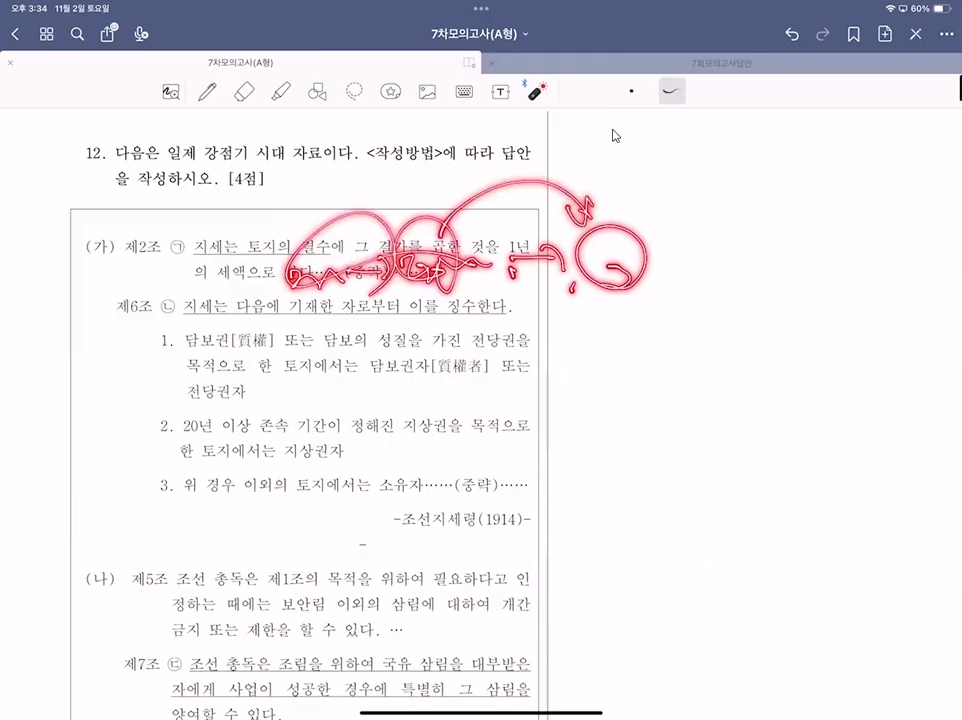 오후 3:34 11월 2일 토요일
60%
7차모의고사(A형)
7차모의고사(A형)
7회모의고사답안
12. 다음은 일제 강점기 시대 자료이다. <작성방법>에 따라 답안
을 작성하시오. [4점]
(가) 제2조 ㉠ 지세는 토지의 결수에 그 결가를 곱한 것을 1년
의 세액으로 (중략)
제6조 ㉡ 지세는 다음에 기재한 자로부터 이를 징수한다.
1. 담보권[質權] 또는 담보의 성질을 가진 전당권을
목적으로 한 토지에서는 담보권자[質權者] 또는
전당권자
2. 20년 이상 존속 기간이 정해진 지상권을 목적으로
한 토지에서는 지상권자
3. 위 경우 이외의 토지에서는 소유자……(중략)……
-조선지세령(1914)-
–
(나) 제5조 조선 총독은 제1조의 목적을 위하여 필요하다고 인
정하는 때에는 보안림 이외의 삼림에 대하여 개간
금지 또는 제한을 할 수 있다. …
제7조 ㉢ 조선 총독은 조림을 위하여 국유 삼림을 대부받은
자에게 사업이 성공한 경우에 특별히 그 삼림을
양여할 수 있다.